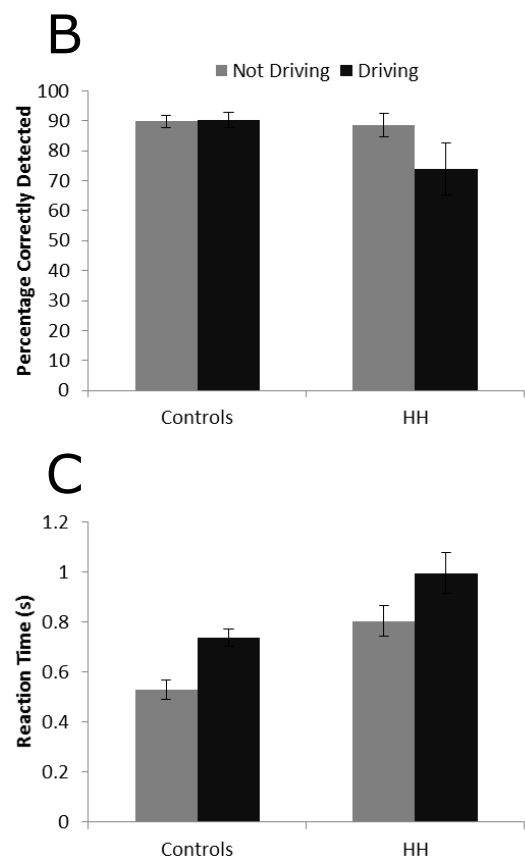 B
Not Driving Driving
Percentage Correctly Detected
100
90
80
70
60
50
40
30
20
10
0
Controls HH
C
Reaction Time (s)
1.2
1
0.8
0.6
0.4
0.2
0
Controls HH